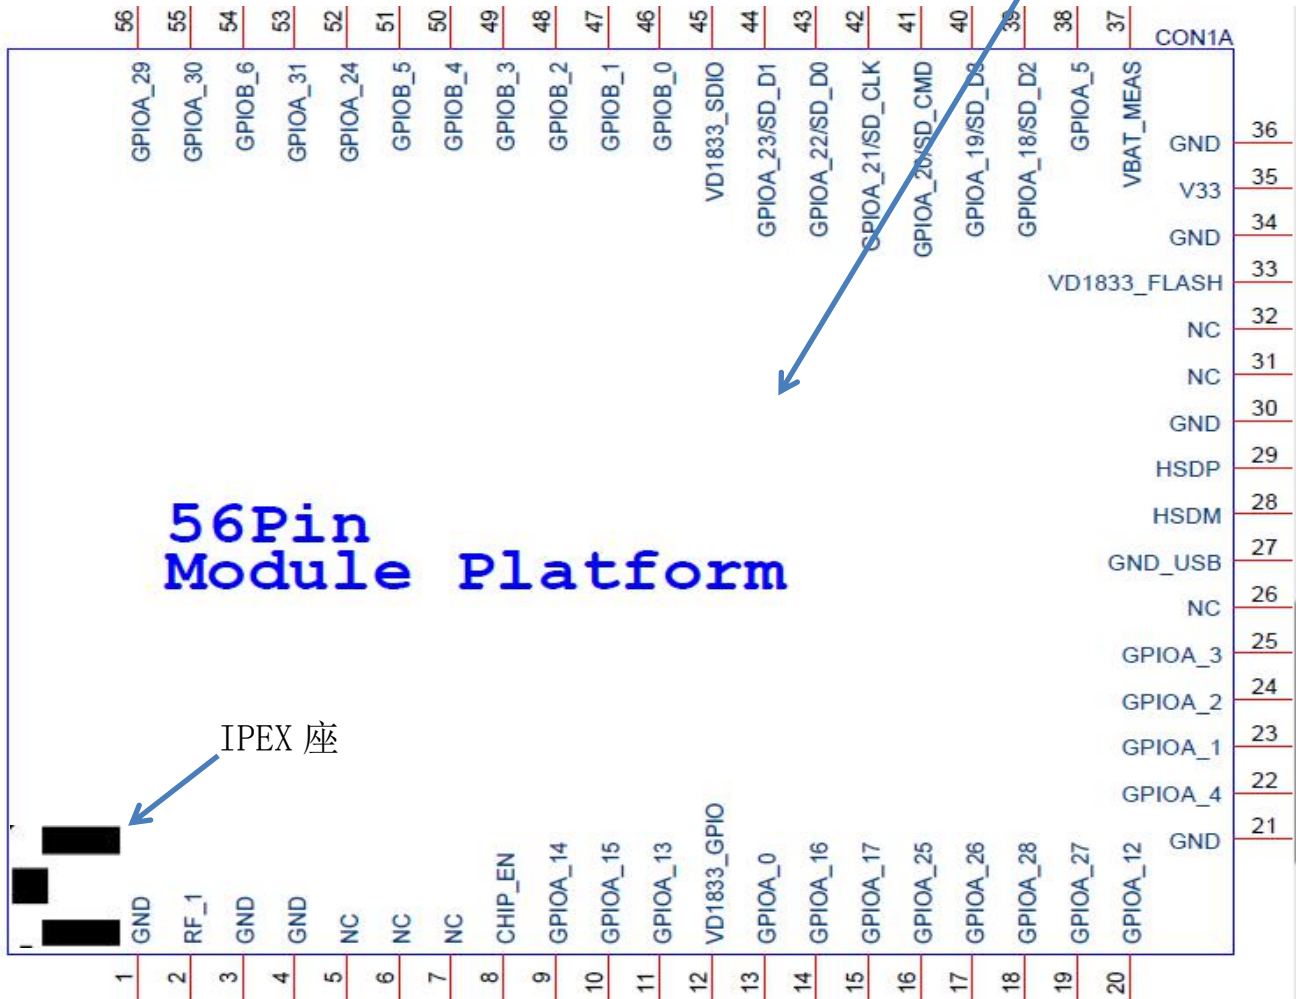 56 55 54 53 52 51 50 49 48 47 46 45 44 43 42 41 40 39 38 37
CON1A
GPIOA_29
GPIOA_30
GPIOB_6
GPIOA_31
GPIOA_24
GPIOB_5
GPIOB_4
GPIOB_3
GPIOB_2
GPIOB_1
GPIOB_0
VD1833_SDIO
GPIOA_23/SD_D1
GPIOA_22/SD_D0
GPIOA_21/SD_CLK
GPIOA_20/SD_CMD
GPIOA_19/SD_D3
GPIOA_18/SD_D2
GPIOA_5
VBAT_MEAS
GND 36
V33 35
GND 34
VD1833_FLASH 33
NC 32
NC 31
GND 30
HSDP 29
HSDM 28
GND_USB 27
NC 26
GPIOA_3 25
GPIOA_2 24
GPIOA_1 23
GPIOA_4 22
GND 21
56Pin
Module Platform
IPEX 座
GND
RF_1
GND
GND
NC
NC
NC
CHIP_EN
GPIOA_14
GPIOA_15
GPIOA_13
VD1833_GPIO
GPIOA_0
GPIOA_16
GPIOA_17
GPIOA_25
GPIOA_26
GPIOA_28
GPIOA_27
GPIOA_12
1 2 3 4 5 6 7 8 9 10 11 12 13 14 15 16 17 18 19 20